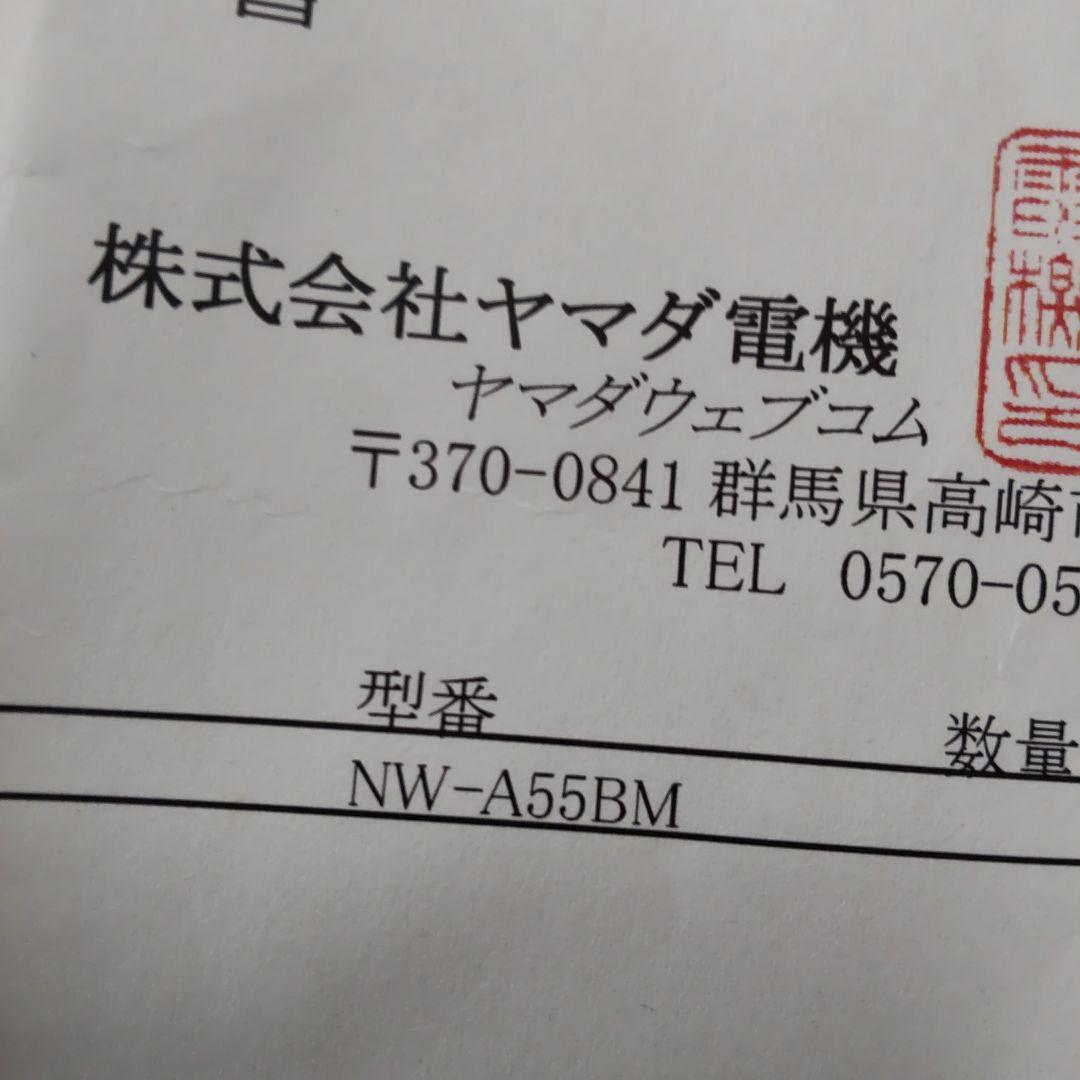 株式会社ヤマダ電機
ヤマダウェブコム
〒370-0841 群馬県高崎
TEL 0570-05
型番 数量
NW-A55BM